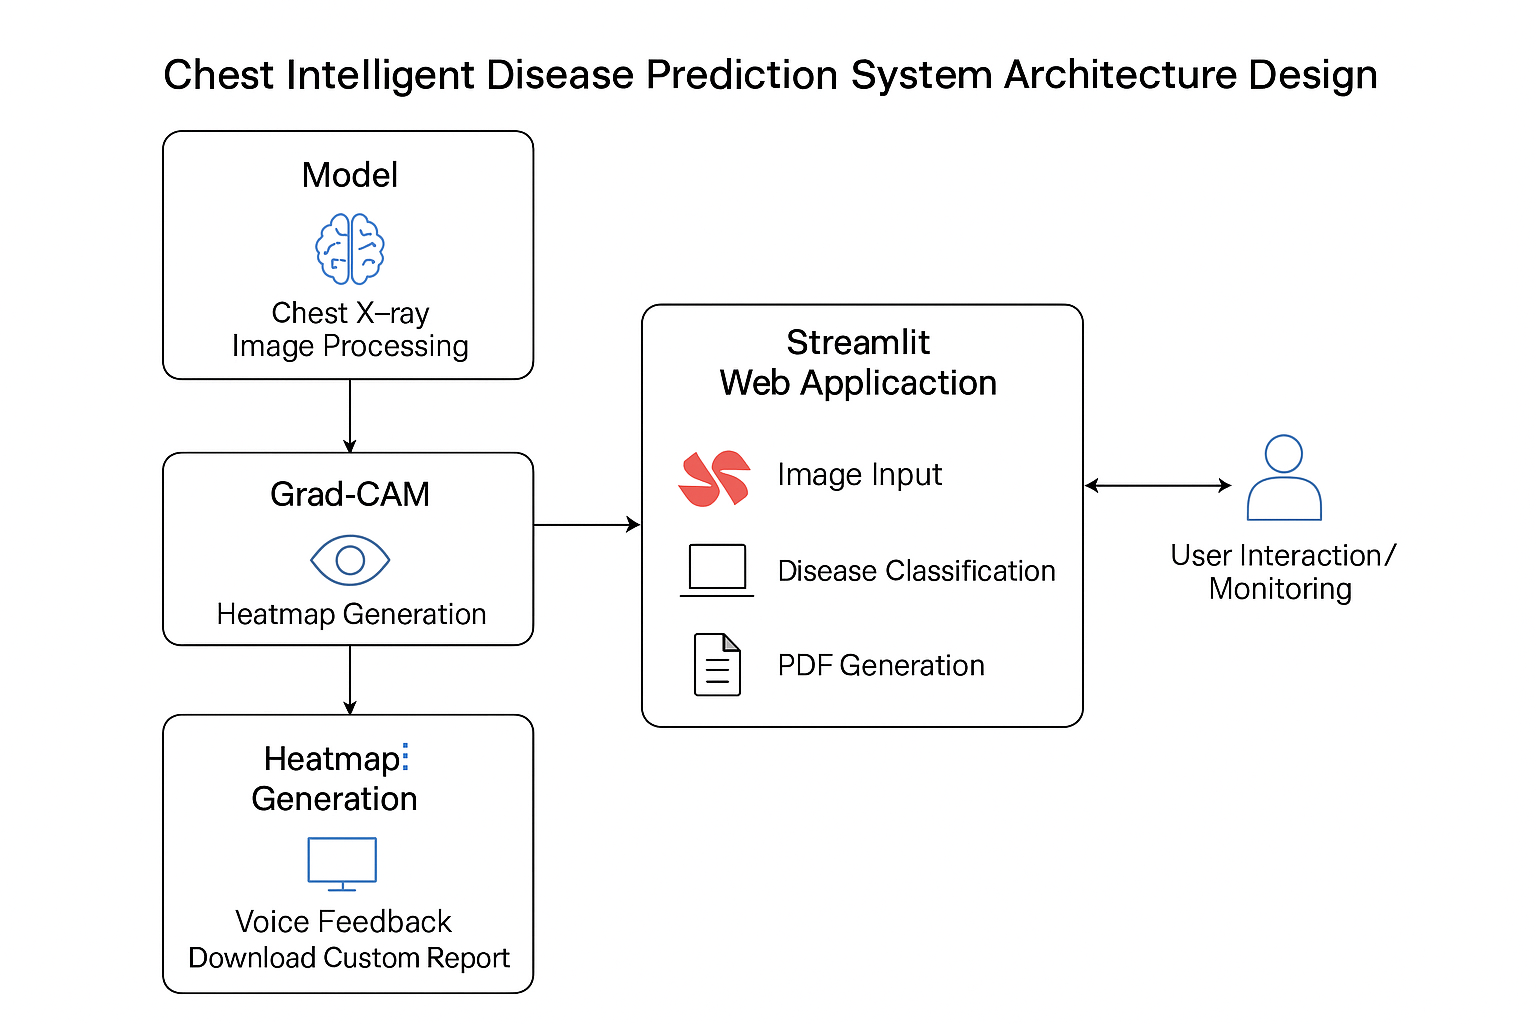 Chest Intelligent Disease Prediction System Architecture Design
Model
Chest X–ray
Image Processing
Grad-CAM
Heatmap Generation
Heatmap⋮
Generation
Voice Feedback
Download Custom Report
Streamlit
Web Applicaction
Image Input
Disease Classification
PDF Generation
User Interaction/
Monitoring